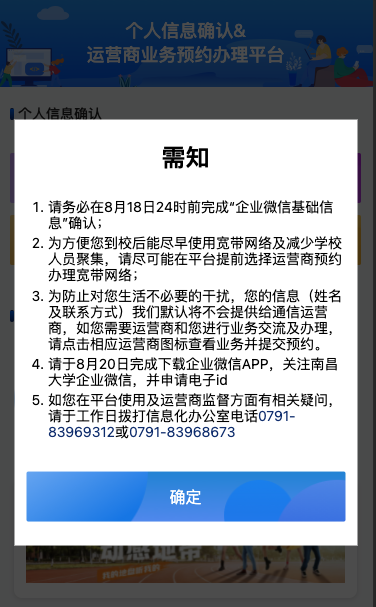 个人信息确认&
运营商业务预约办理平台
个人信息确认
需知
1. 请务必在8月18日24时前完成“企业微信基础信
息”确认；
2. 为方便您到校后能尽早使用宽带网络及减少学校
人员聚集，请尽可能在平台提前选择运营商预约
办理宽带网络；
3. 为防止对您生活不必要的干扰，您的信息（姓名
及联系方式）我们默认将不会提供给通信运营
商，如您需要运营商和您进行业务交流及办理，
请点击相应运营商图标查看业务并提交预约。
4. 请于8月20日完成下载企业微信APP，关注南昌
大学企业微信，并申请电子id
5. 如您在平台使用及运营商监督方面有相关疑问，
请于工作日拨打信息化办公室电话0791-
83969312或0791-83968673
确定
动感地带